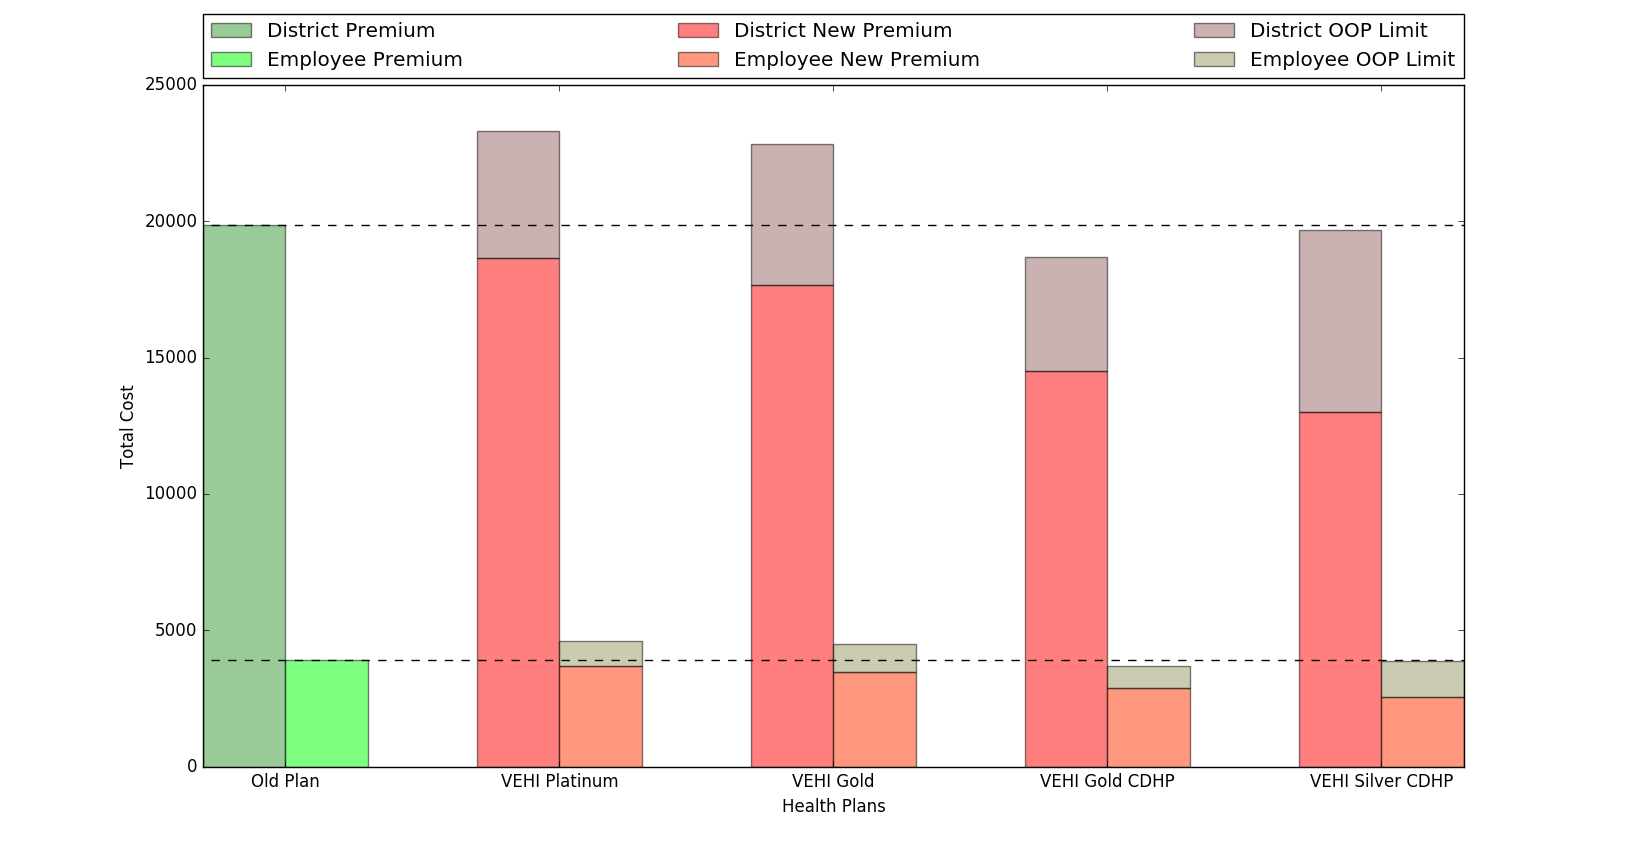 District Premium
District New Premium
District OOP Limit
Employee Premium
Employee New Premium
Employee OOP Limit
25000
20000
15000
10000
5000
0
Total Cost
Old Plan
VEHI Platinum
VEHI Gold
VEHI Gold CDHP
VEHI Silver CDHP
Health Plans